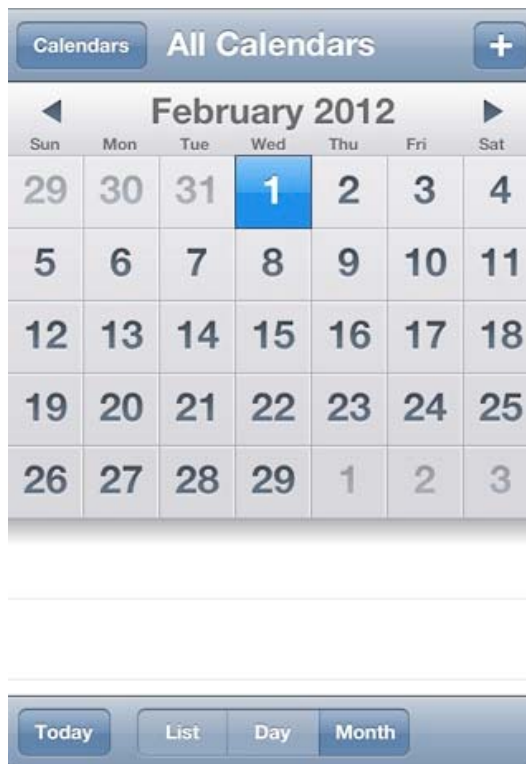 Calendars All Calendars +
February 2012
Sun Mon Tue Wed Thu Fri Sat
29 30 31 1 2 3 4
5 6 7 8 9 10 11
12 13 14 15 16 17 18
19 20 21 22 23 24 25
26 27 28 29 1 2 3
Today List Day Month